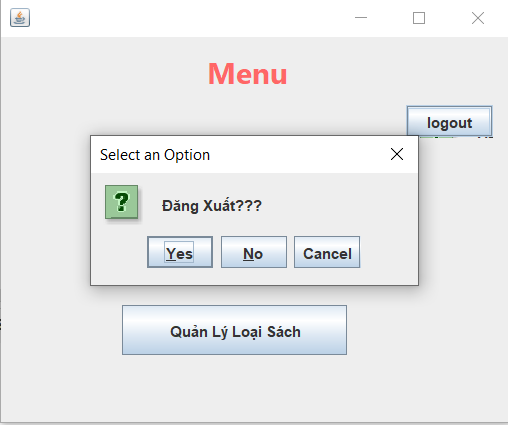 Menu
logout
Select an Option
?
Đăng Xuất???
Yes
No
Cancel
Quản Lý Loại Sách